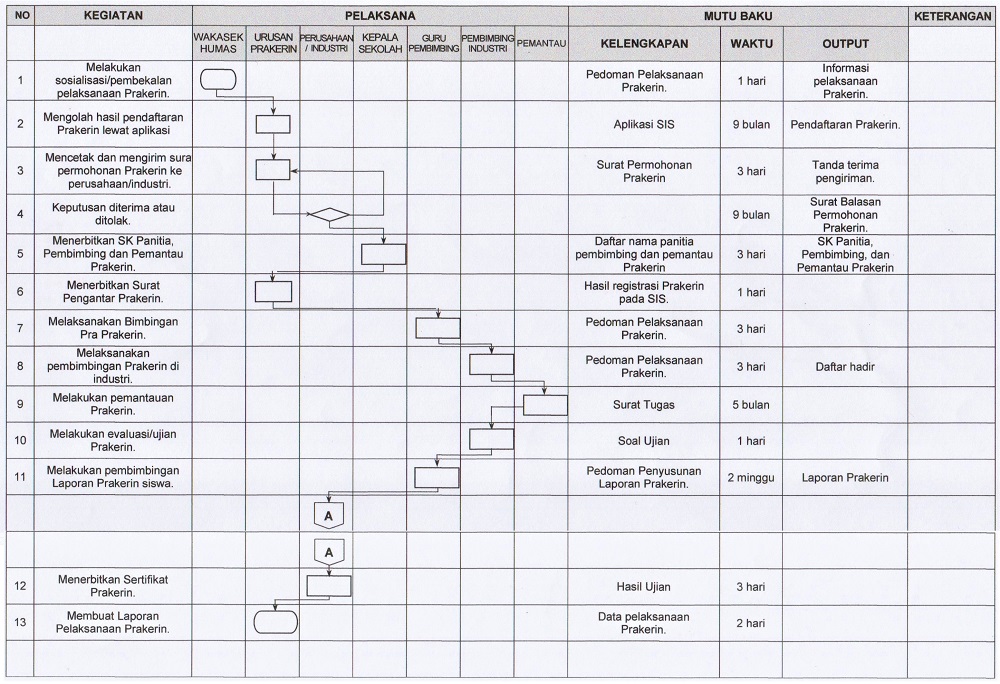 NO KEGIATAN PELAKSANA MUTU BAKU KETERANGAN
WAKASEK HUMAS
URUSAN PRAKERIN
PERUSAHAAN / INDUSTRI
KEPALA SEKOLAH
GURU PEMBIMBING
PEMBIMBING INDUSTRI
PEMANTAU
KELENGKAPAN
WAKTU
OUTPUT
1
Melakukan
sosialisasi/pembekalan
pelaksanaan Prakerin.
Pedoman Pelaksanaan
Prakerin.
1 hari
Informasi
pelaksanaan
Prakerin.
2
Mengolah hasil pendaftaran
Prakerin lewat aplikasi
Aplikasi SIS
9 bulan
Pendaftaran Prakerin.
3
Mencetak dan mengirim sura
permohonan Prakerin ke
perusahaan/industri.
Surat Permohonan
Prakerin
3 hari
Tanda terima
pengiriman.
4
Keputusan diterima atau
ditolak.
9 bulan
Surat Balasan
Permohonan
Prakerin.
5
Menerbitkan SK Panitia,
Pembimbing dan Pemantau
Prakerin.
Daftar nama panitia
pembimbing dan pemantau
Prakerin
3 hari
SK Panitia,
Pembimbing, dan
Pemantau Prakerin
6
Menerbitkan Surat
Pengantar Prakerin.
Hasil registrasi Prakerin
pada SIS.
1 hari
7
Melaksanakan Bimbingan
Pra Prakerin.
Pedoman Pelaksanaan
Prakerin.
3 hari
8
Melaksanakan
pembimbingan Prakerin di
industri.
Pedoman Pelaksanaan
Prakerin.
3 hari
Daftar hadir
9
Melakukan pemantauan
Prakerin.
Surat Tugas
5 bulan
10
Melakukan evaluasi/ujian
Prakerin.
Soal Ujian
1 hari
11
Melakukan pembimbingan
Laporan Prakerin siswa.
Pedoman Penyusunan
Laporan Prakerin.
2 minggu
Laporan Prakerin
A
A
12
Menerbitkan Sertifikat
Prakerin.
Hasil Ujian
3 hari
13
Membuat Laporan
Pelaksanaan Prakerin.
Data pelaksanaan
Prakerin.
2 hari